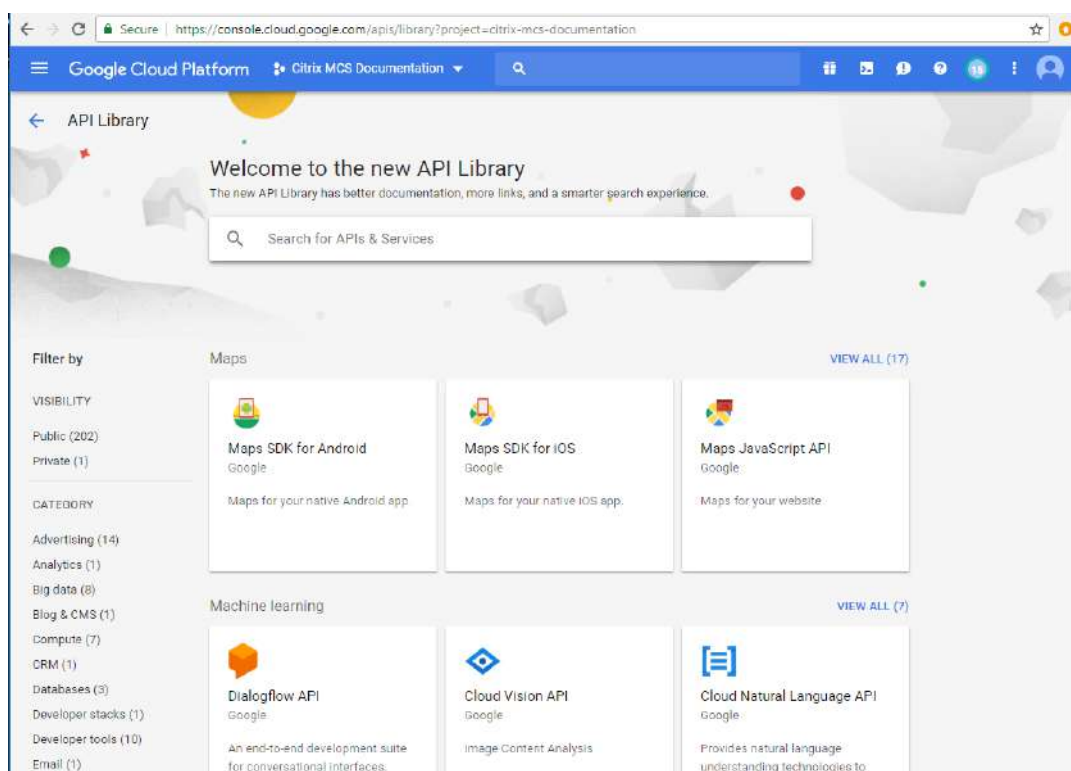 Secure | https://console.cloud.google.com/apis/library?project=citrix-mcs-documentation
Google Cloud Platform Citrix MCS Documentation
API Library
Welcome to the new API Library
The new API Library has better documentation, more links, and a smarter search experience.
Search for APIs & Services
Filter by
VISIBILITY
Public (202)
Private (1)
CATEGORY
Advertising (14)
Analytics (1)
Big data (8)
Blog & CMS (1)
Compute (7)
CRM (1)
Databases (3)
Developer stacks (1)
Developer tools (10)
Email (1)
Maps VIEW ALL (17)
Maps SDK for Android
Google
Maps for your native Android app.
Maps SDK for iOS
Google
Maps for your native iOS app.
Maps JavaScript API
Google
Maps for your website
Machine learning VIEW ALL (7)
Dialogflow API
Google
An end-to-end development suite
for conversational interfaces.
Cloud Vision API
Google
Image Content Analysis
Cloud Natural Language API
Google
Provides natural language
understanding technologies to